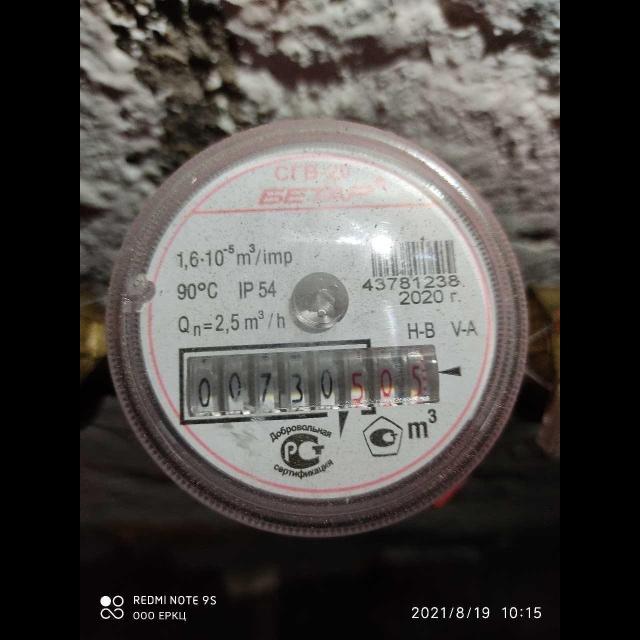 СГВ-20
БЕТАР
1,6·10⁻⁵ m³/imp
90°C IP 54
Qn=2,5 m³/h
43781238
2020 г.
H-B V-A
00730505
m³
Добровольная
РСТ
сертификация
REDMI NOTE 9S
ООО ЕРКЦ
2021/8/19 10:15